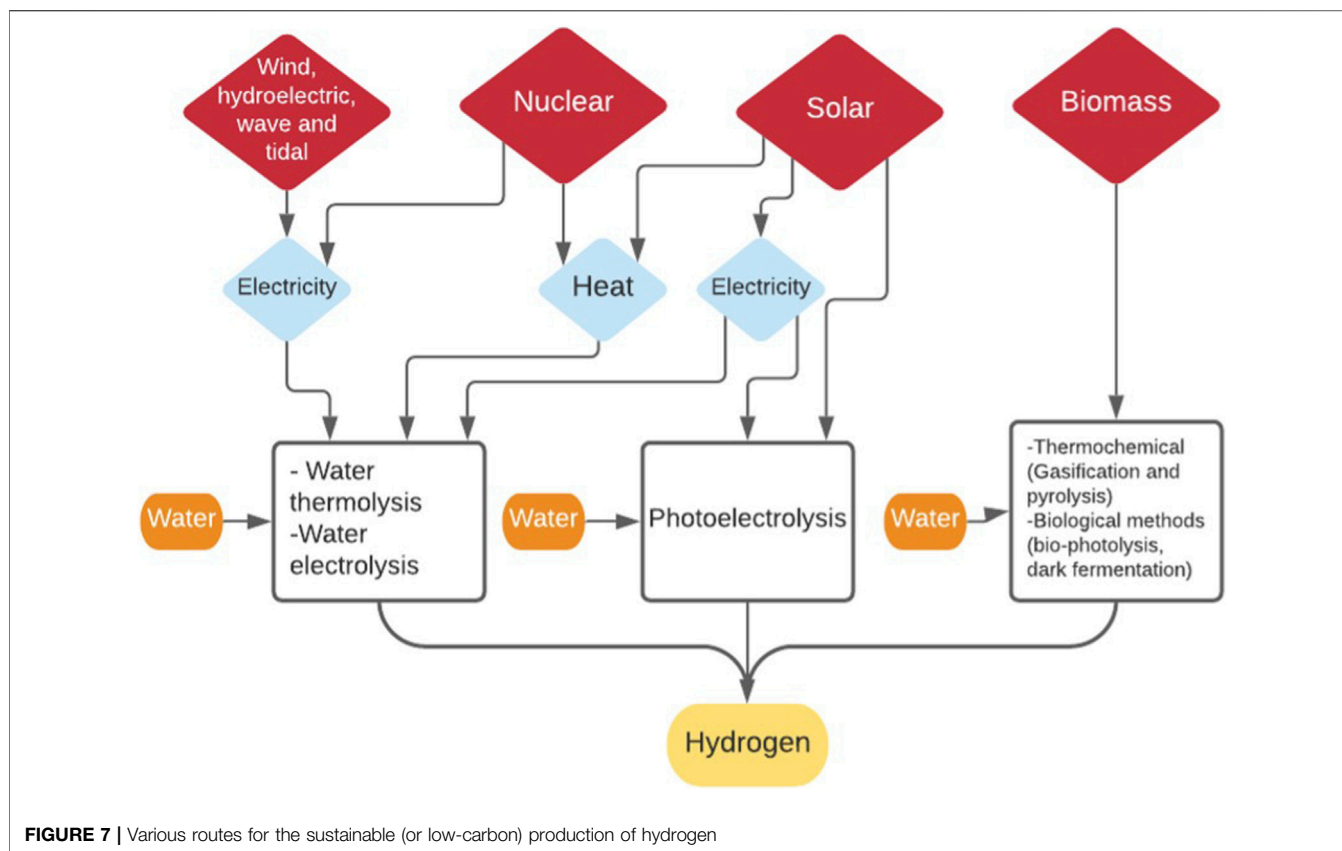 Wind,
hydroelectric,
wave and
tidal
Nuclear
Solar
Biomass
Electricity
Heat
Electricity
Water
- Water
thermolysis
-Water
electrolysis
Water
Photoelectrolysis
Water
-Thermochemical
(Gasification and
pyrolysis)
-Biological methods
(bio-photolysis,
dark fermentation)
Hydrogen
FIGURE 7 | Various routes for the sustainable (or low-carbon) production of hydrogen